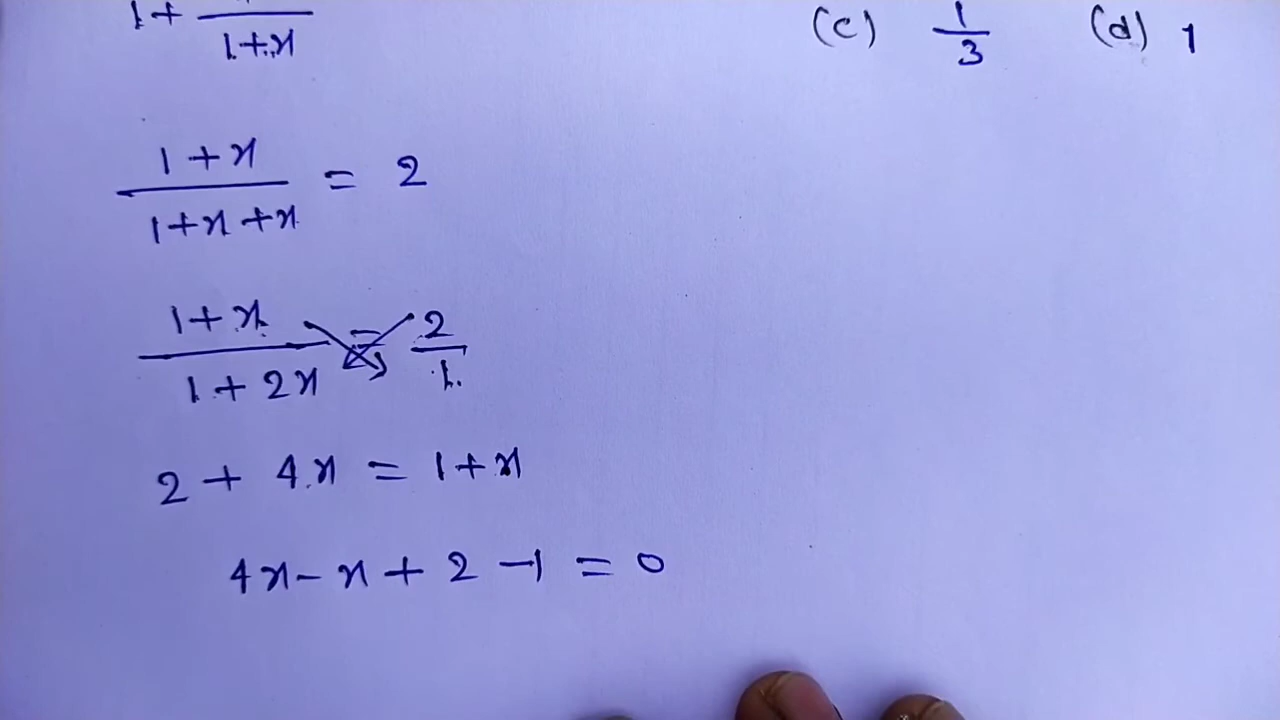 1 +
1+x
(c) 1/3 (d) 1
1+x
1+x+x = 2
1+x
1+2x = 2/1
2 + 4x = 1+x
4x - x + 2 - 1 = 0